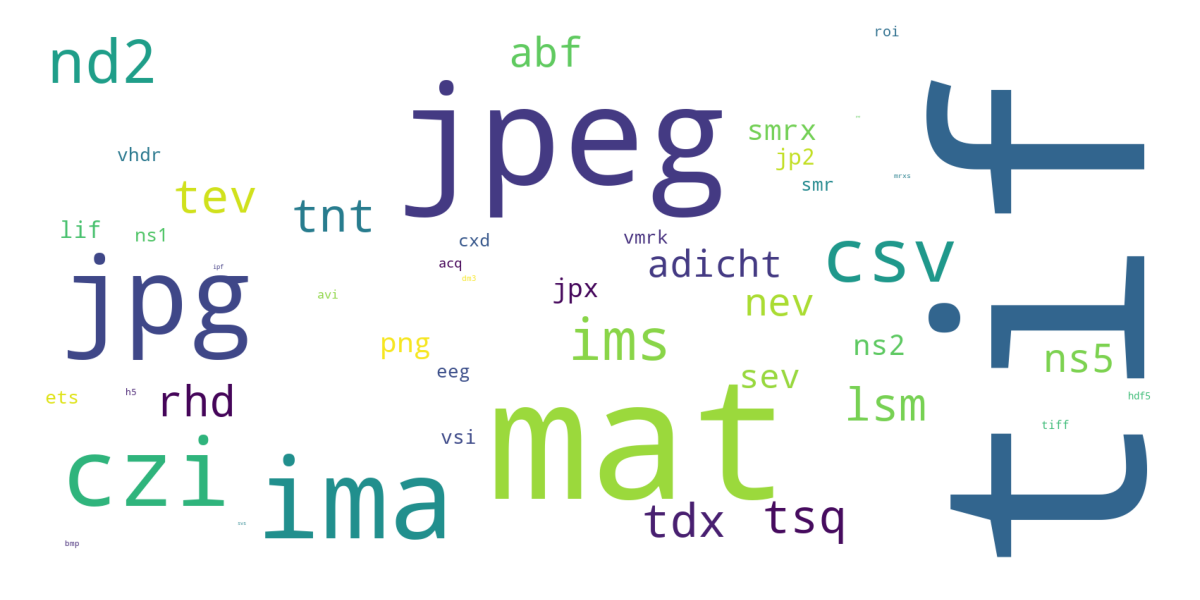 roi
nd2
abf
jpeg
tif
smrx
jp2
mrxs
smr
vhdr
tev
tnt
lif
ns1
cxd
vmrk
csv
acq
adicht
jpg
ipf
dm3
jpx
avi
nev
ims
png
ns2
ns5
eeg
sev
ets
h5
rhd
mat
lsm
hdf5
tiff
vsi
czi
ima
tdx
tsq
bmp